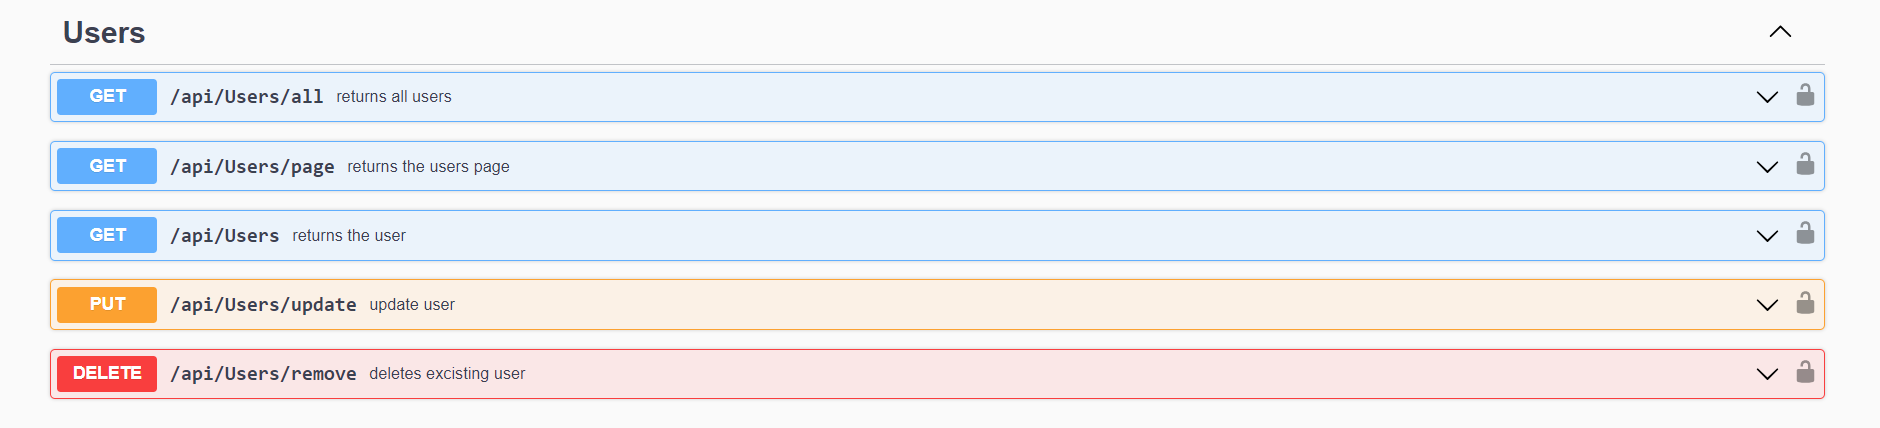 Users
GET /api/Users/all returns all users
GET /api/Users/page returns the users page
GET /api/Users returns the user
PUT /api/Users/update update user
DELETE /api/Users/remove deletes excisting user